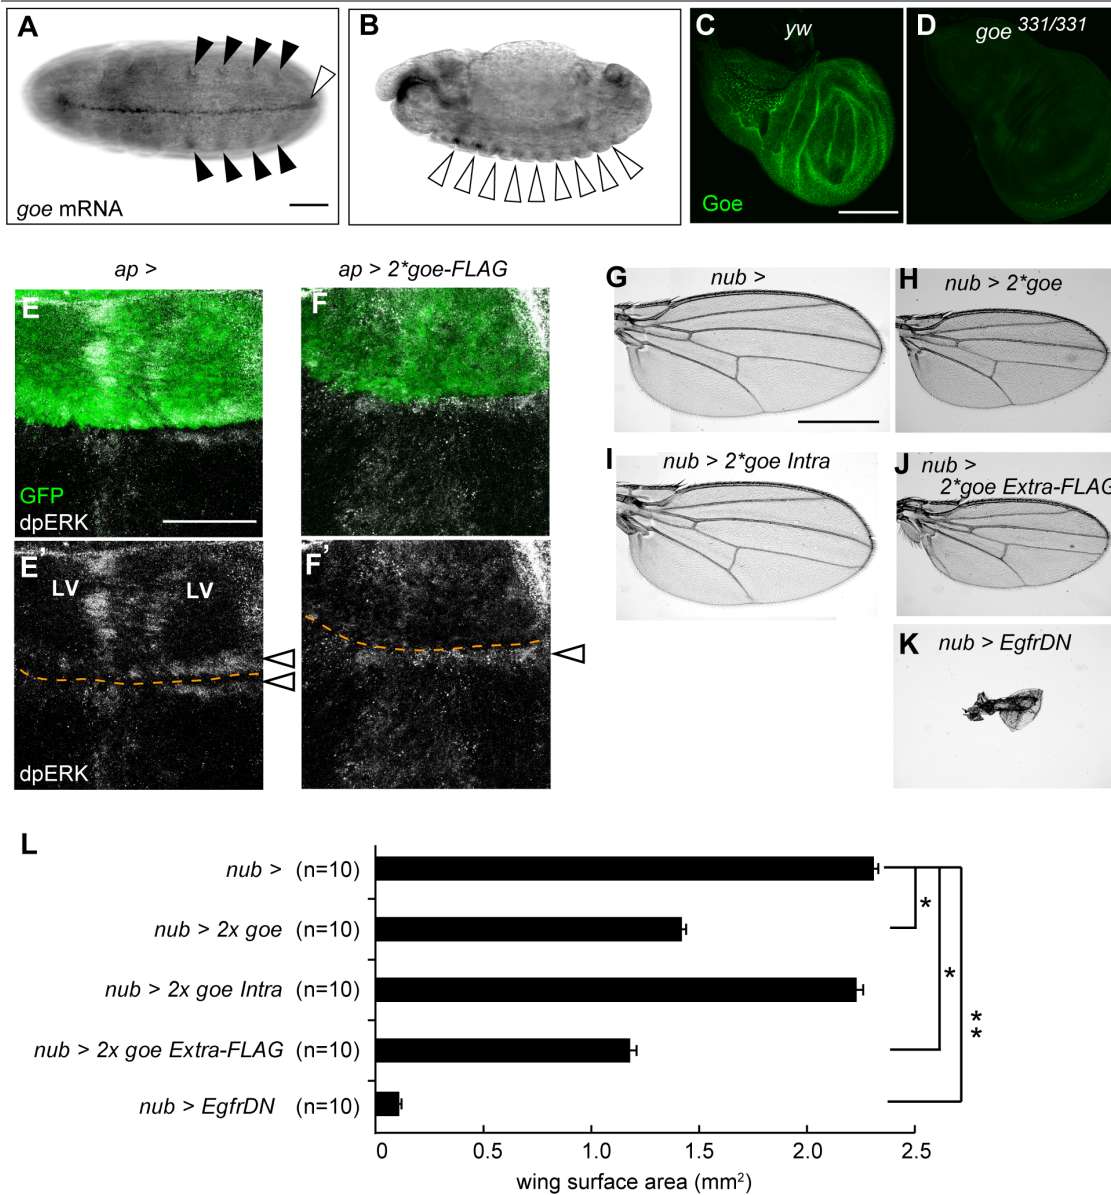 A
goe mRNA
B
C
yw
Goe
D
goe 331/331
ap >
ap > 2*goe-FLAG
E
GFP
dpERK
F
E'
LV
LV
dpERK
F'
G
nub >
H
nub > 2*goe
I
nub > 2*goe Intra
J
nub >
2*goe Extra-FLAG
K
nub > EgfrDN
L
nub > (n=10)
nub > 2x goe (n=10)
nub > 2x goe Intra (n=10)
nub > 2x goe Extra-FLAG (n=10)
nub > EgfrDN (n=10)
*
*
*
*
0 0.5 1.0 1.5 2.0 2.5
wing surface area (mm²)